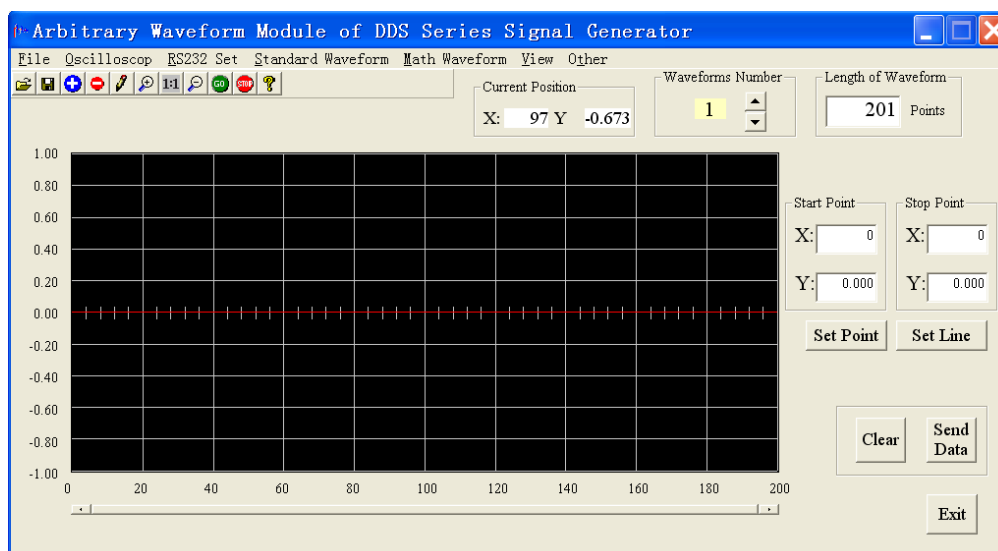 Arbitrary Waveform Module of DDS Series Signal Generator
File Oscilloscop RS232 Set Standard Waveform Math Waveform View Other
1:1 GO STOP ?
Current Position
X: 97 Y -0.673
Waveforms Number
1
Length of Waveform
201 Points
1.00
0.80
0.60
0.40
0.20
0.00
-0.20
-0.40
-0.60
-0.80
-1.00
0 20 40 60 80 100 120 140 160 180 200
Start Point
X: 0
Y: 0.000
Stop Point
X: 0
Y: 0.000
Set Point Set Line
Clear
Send
Data
Exit